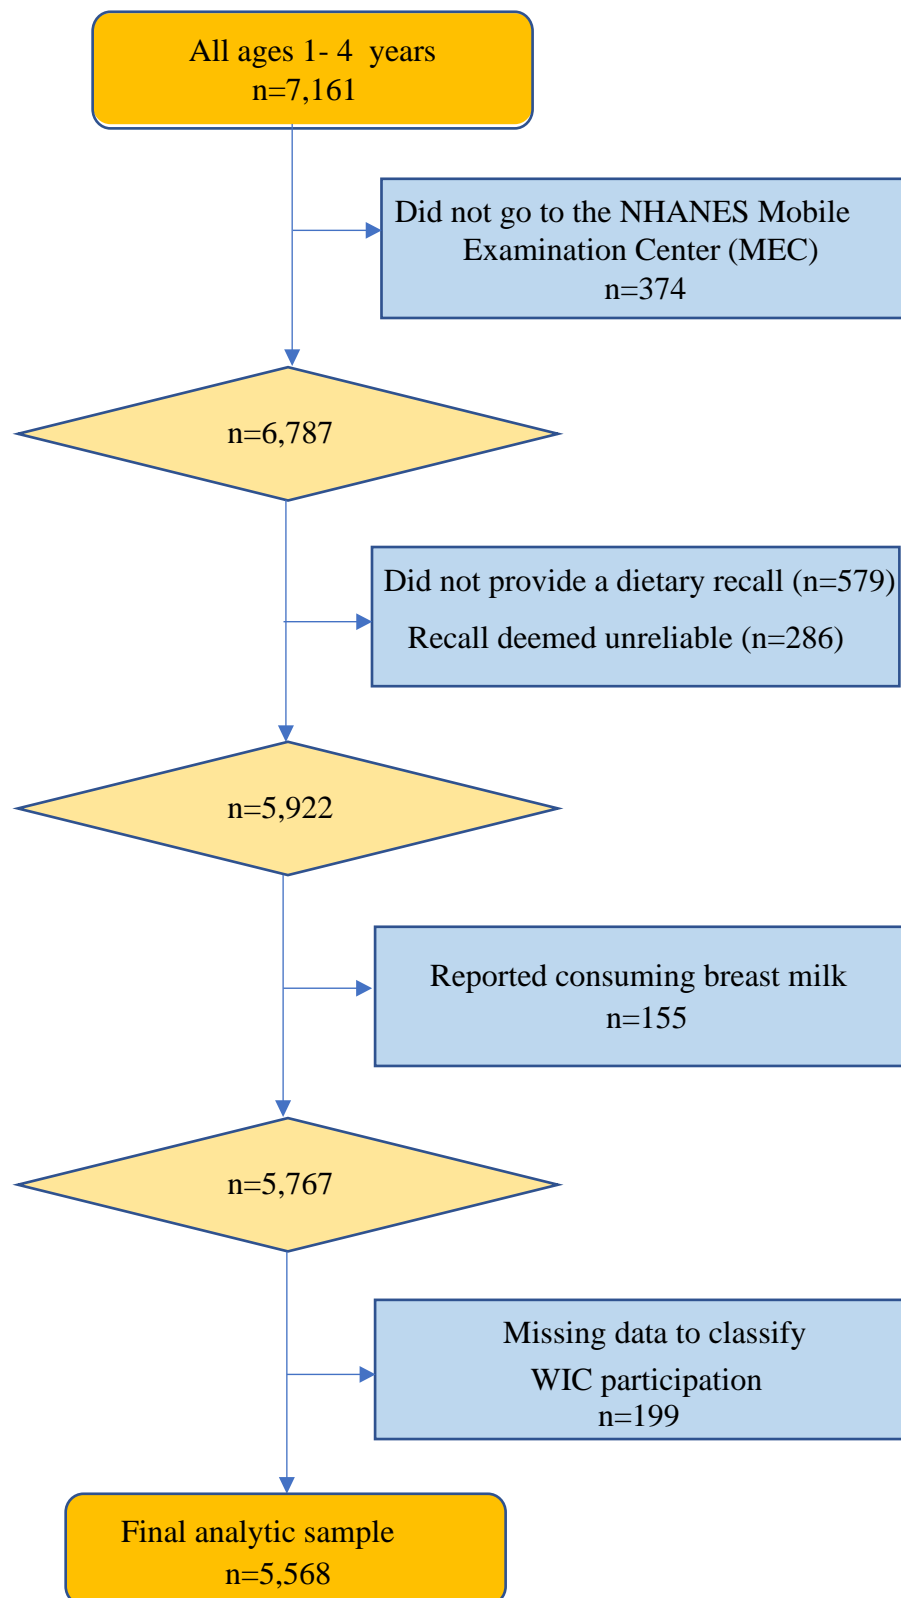 All ages 1- 4 years
n=7,161
Did not go to the NHANES Mobile
Examination Center (MEC)
n=374
n=6,787
Did not provide a dietary recall (n=579)
Recall deemed unreliable (n=286)
n=5,922
Reported consuming breast milk
n=155
n=5,767
Missing data to classify
WIC participation
n=199
Final analytic sample
n=5,568